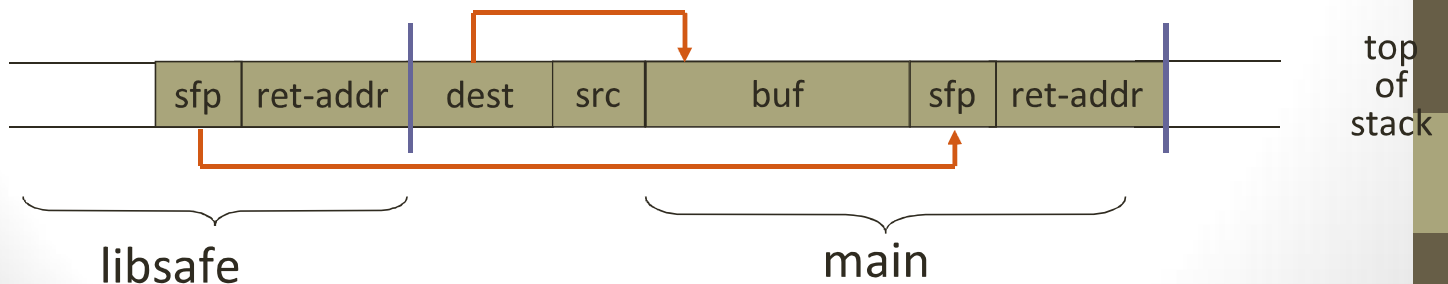 sfp ret-addr dest src buf sfp ret-addr
top
of
stack
libsafe main